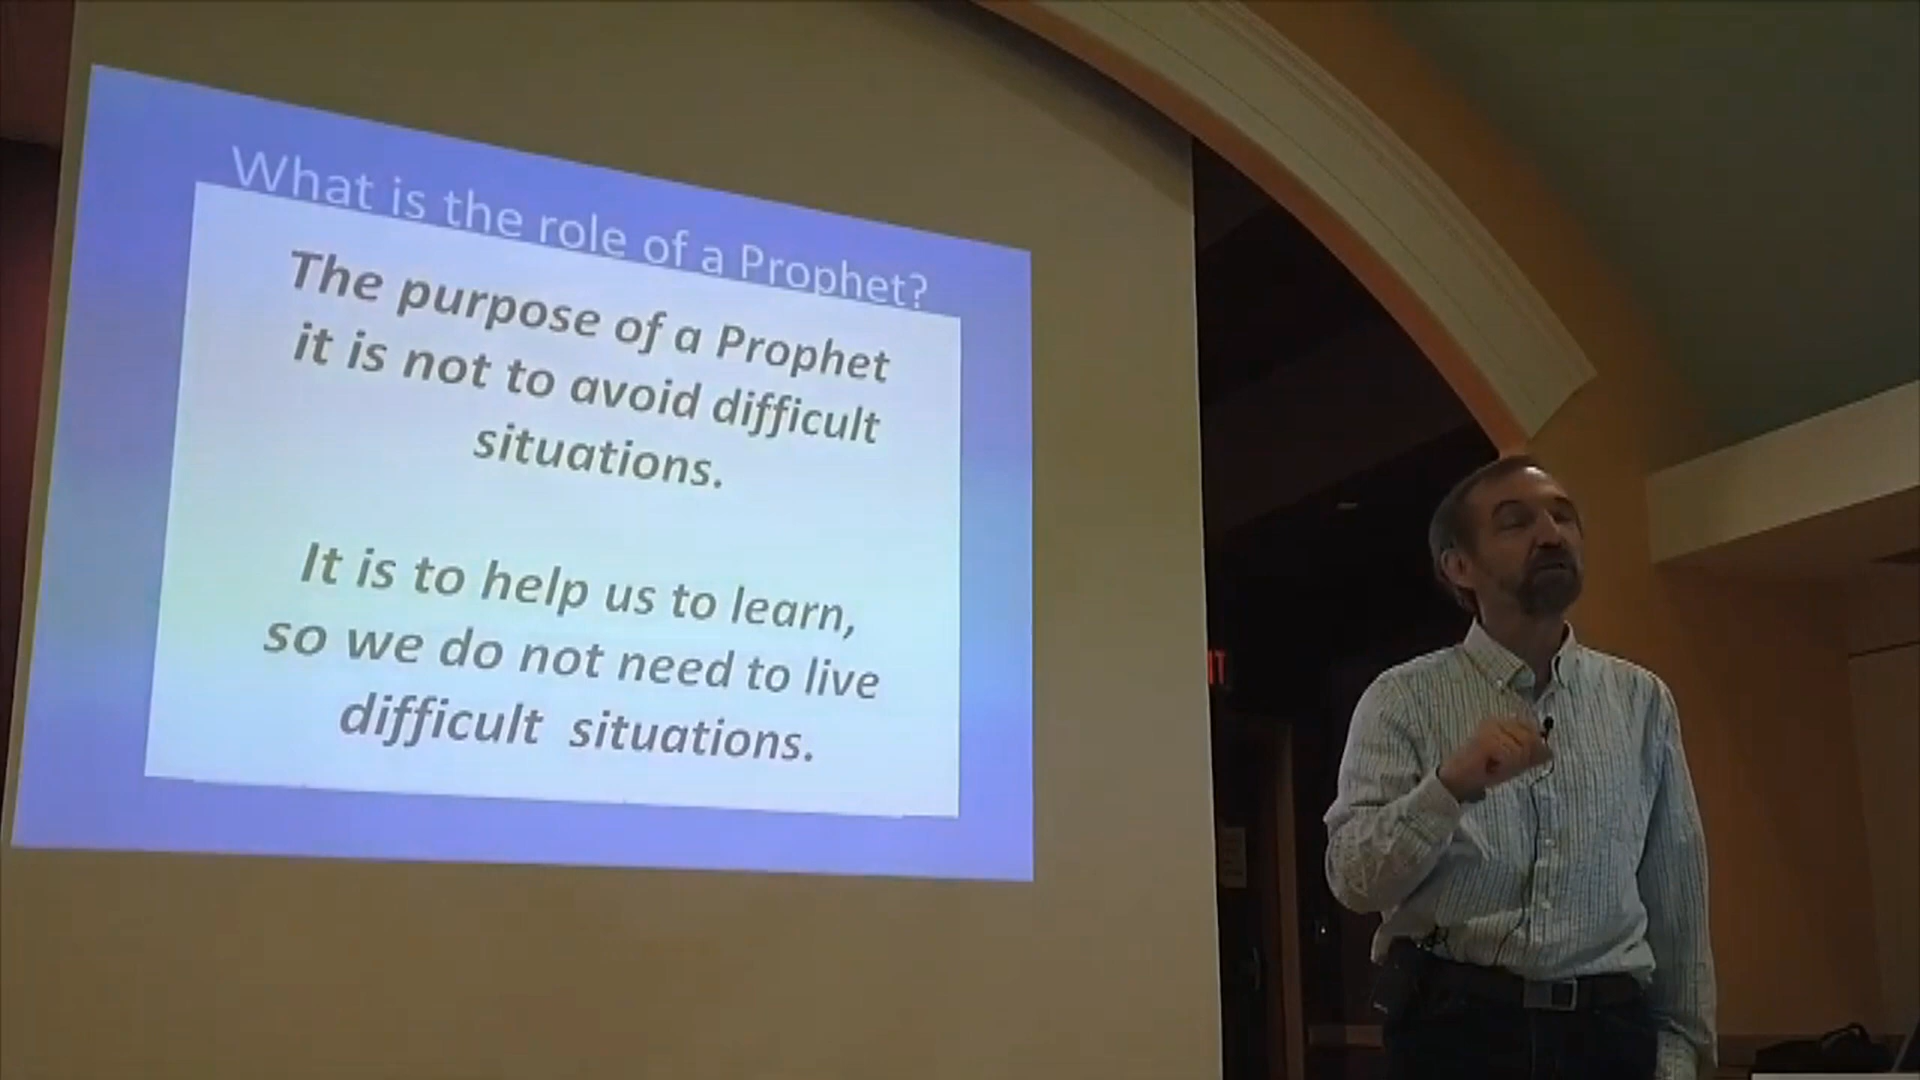 What is the role of a Prophet?
The purpose of a Prophet
it is not to avoid difficult
situations.
It is to help us to learn,
so we do not need to live
difficult situations.
IT